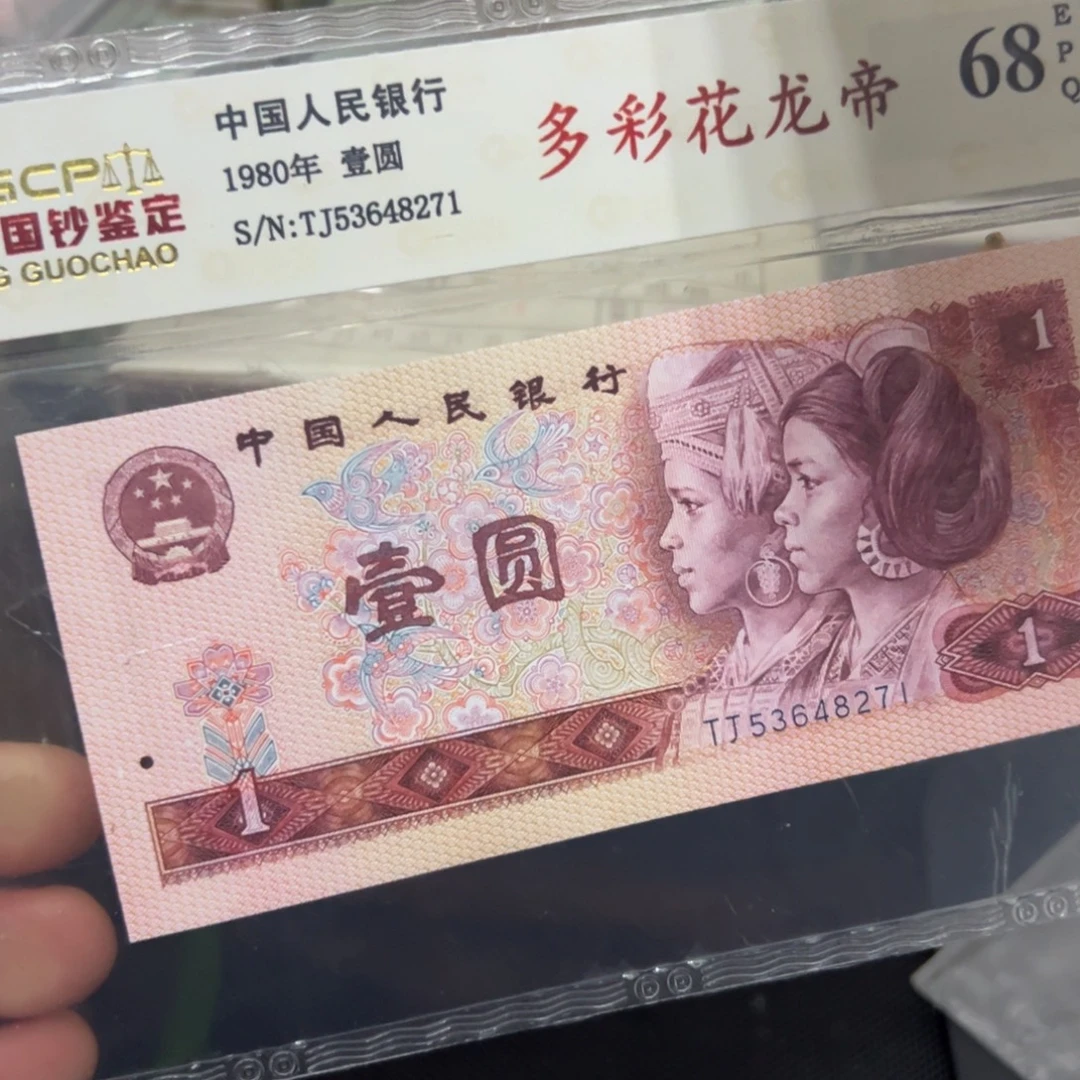 中国人民银行
1980年 壹圆
S/N:TJ53648271
多彩花龙帝
68
E
P
Q
GCP
国钞鉴定
G GUOCHAO
中国人民银行
1
壹圆
1
TJ53648271
1